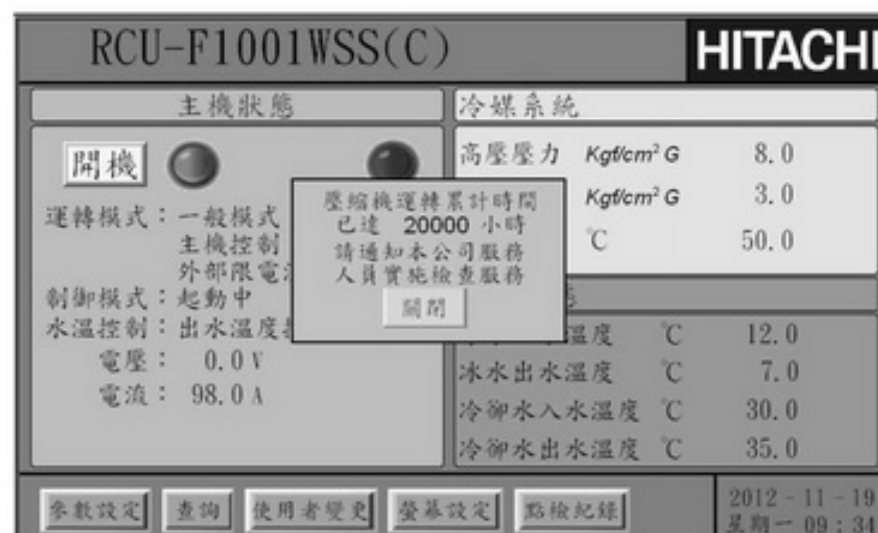 RCU-F1001WSS(C)
HITACHI
主機狀態
開機
運轉模式：一般模式
主機控制
外部限電
制御模式：起動中
水溫控制：出水溫度
電壓： 0.0 V
電流： 98.0 A
冷媒系統
高壓壓力 Kgf/cm² G 8.0
Kgf/cm² G 3.0
℃ 50.0
壓縮機運轉累計時間
已達 20000 小時
請通知本公司服務
人員實施檢查服務
關閉
溫度 ℃ 12.0
冰水出水溫度 ℃ 7.0
冷卻水入水溫度 ℃ 30.0
冷卻水出水溫度 ℃ 35.0
參數設定 查詢 使用者變更 螢幕設定 點檢紀錄
2012 - 11 - 19
星期一 09 : 34